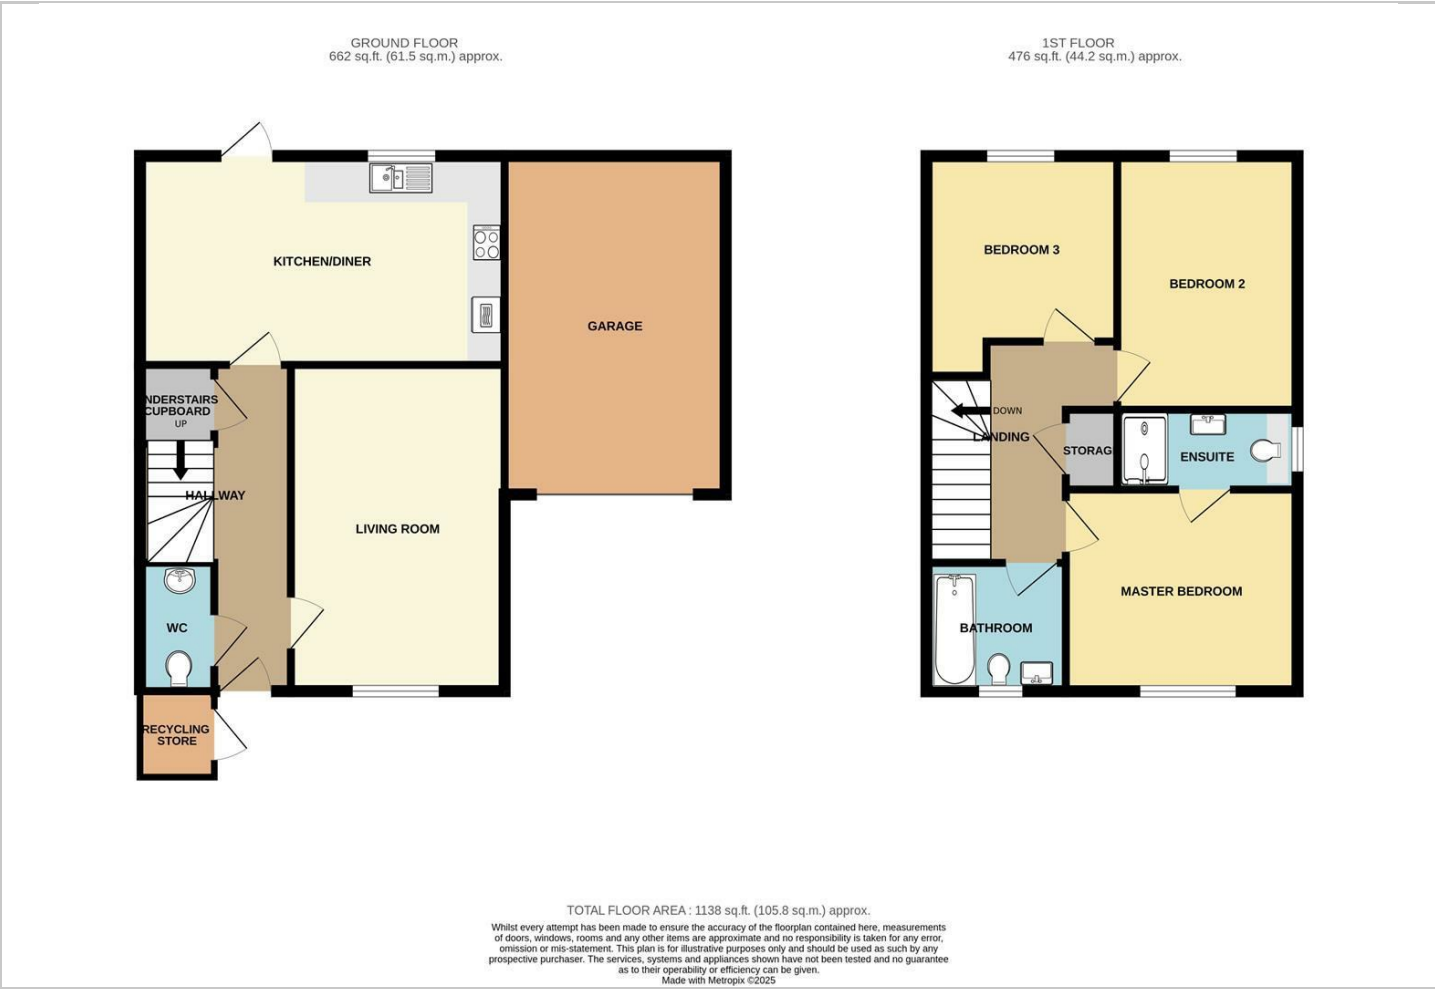 GROUND FLOOR
662 sq.ft. (61.5 sq.m.) approx.
1ST FLOOR
476 sq.ft. (44.2 sq.m.) approx.
KITCHEN/DINER
GARAGE
NDERSTAIRS
CUPBOARD
UP
HALLWAY
LIVING ROOM
WC
RECYCLING
STORE
BEDROOM 3
BEDROOM 2
DOWN
LANDING
STORAG
ENSUITE
MASTER BEDROOM
BATHROOM
TOTAL FLOOR AREA : 1138 sq.ft. (105.8 sq.m.) approx.
Whilst every attempt has been made to ensure the accuracy of the floorplan contained here, measurements
of doors, windows, rooms and any other items are approximate and no responsibility is taken for any error,
omission or mis-statement. This plan is for illustrative purposes only and should be used as such by any
prospective purchaser. The services, systems and appliances shown have not been tested and no guarantee
as to their operability or efficiency can be given.
Made with Metropix ©2025